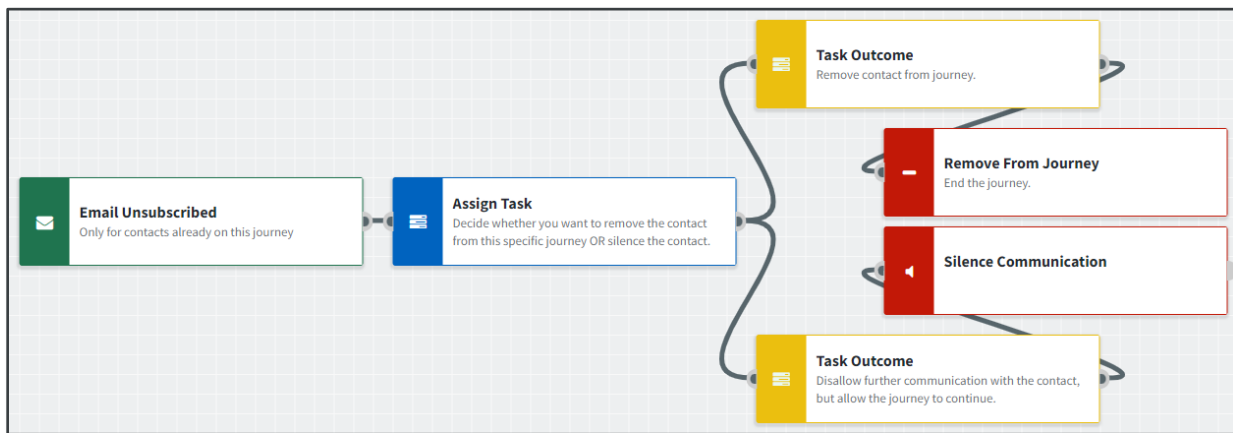 Task Outcome
Remove contact from journey.
Remove From Journey
End the journey.
Email Unsubscribed
Only for contacts already on this journey
Assign Task
Decide whether you want to remove the contact
from this specific journey OR silence the contact.
Silence Communication
Task Outcome
Disallow further communication with the contact,
but allow the journey to continue.